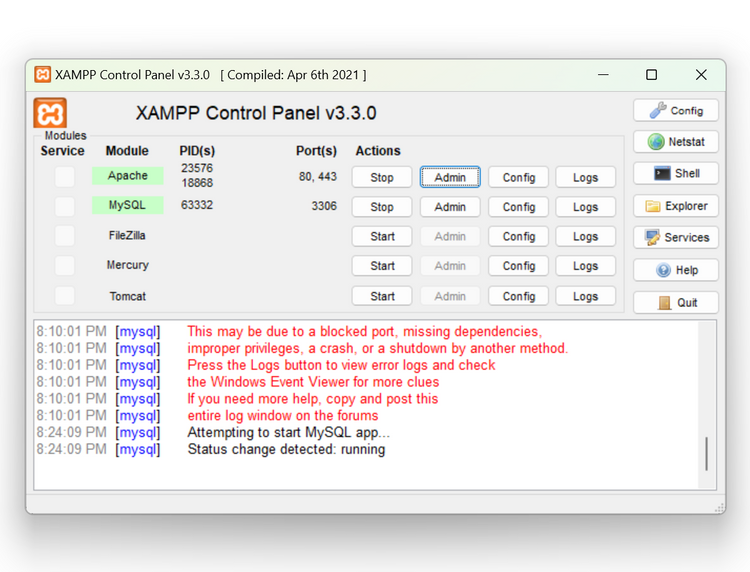 XAMPP Control Panel v3.3.0 [ Compiled: Apr 6th 2021 ]
XAMPP Control Panel v3.3.0
Config
Modules
Service Module PID(s) Port(s) Actions
Netstat
Apache 23576 18868 80, 443 Stop Admin Config Logs
Shell
MySQL 63332 3306 Stop Admin Config Logs
Explorer
FileZilla Start Admin Config Logs
Services
Mercury Start Admin Config Logs
Help
Tomcat Start Admin Config Logs
Quit
8:10:01 PM [mysql] This may be due to a blocked port, missing dependencies,
8:10:01 PM [mysql] improper privileges, a crash, or a shutdown by another method.
8:10:01 PM [mysql] Press the Logs button to view error logs and check
8:10:01 PM [mysql] the Windows Event Viewer for more clues
8:10:01 PM [mysql] If you need more help, copy and post this
8:10:01 PM [mysql] entire log window on the forums
8:24:09 PM [mysql] Attempting to start MySQL app...
8:24:09 PM [mysql] Status change detected: running